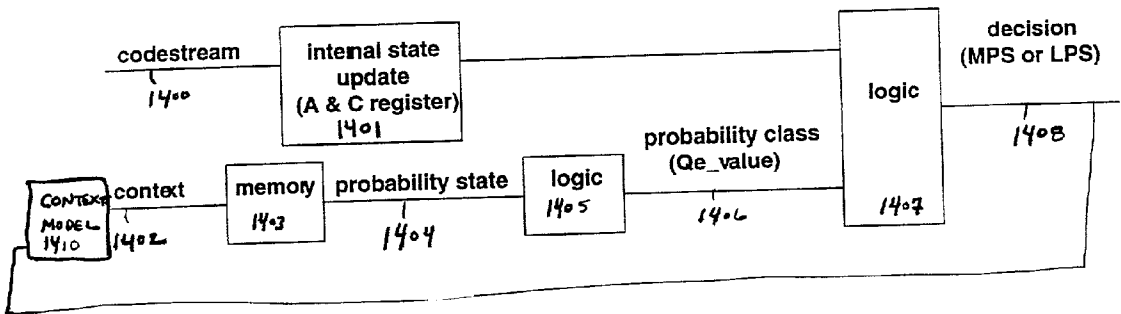 codestream
1400
internal state
update
(A & C register)
1401
logic
1407
decision
(MPS or LPS)
1408
CONTEXT
MODEL
1410
context
1402
memory
1403
probability state
1404
logic
1405
probability class
(Qe_value)
1406